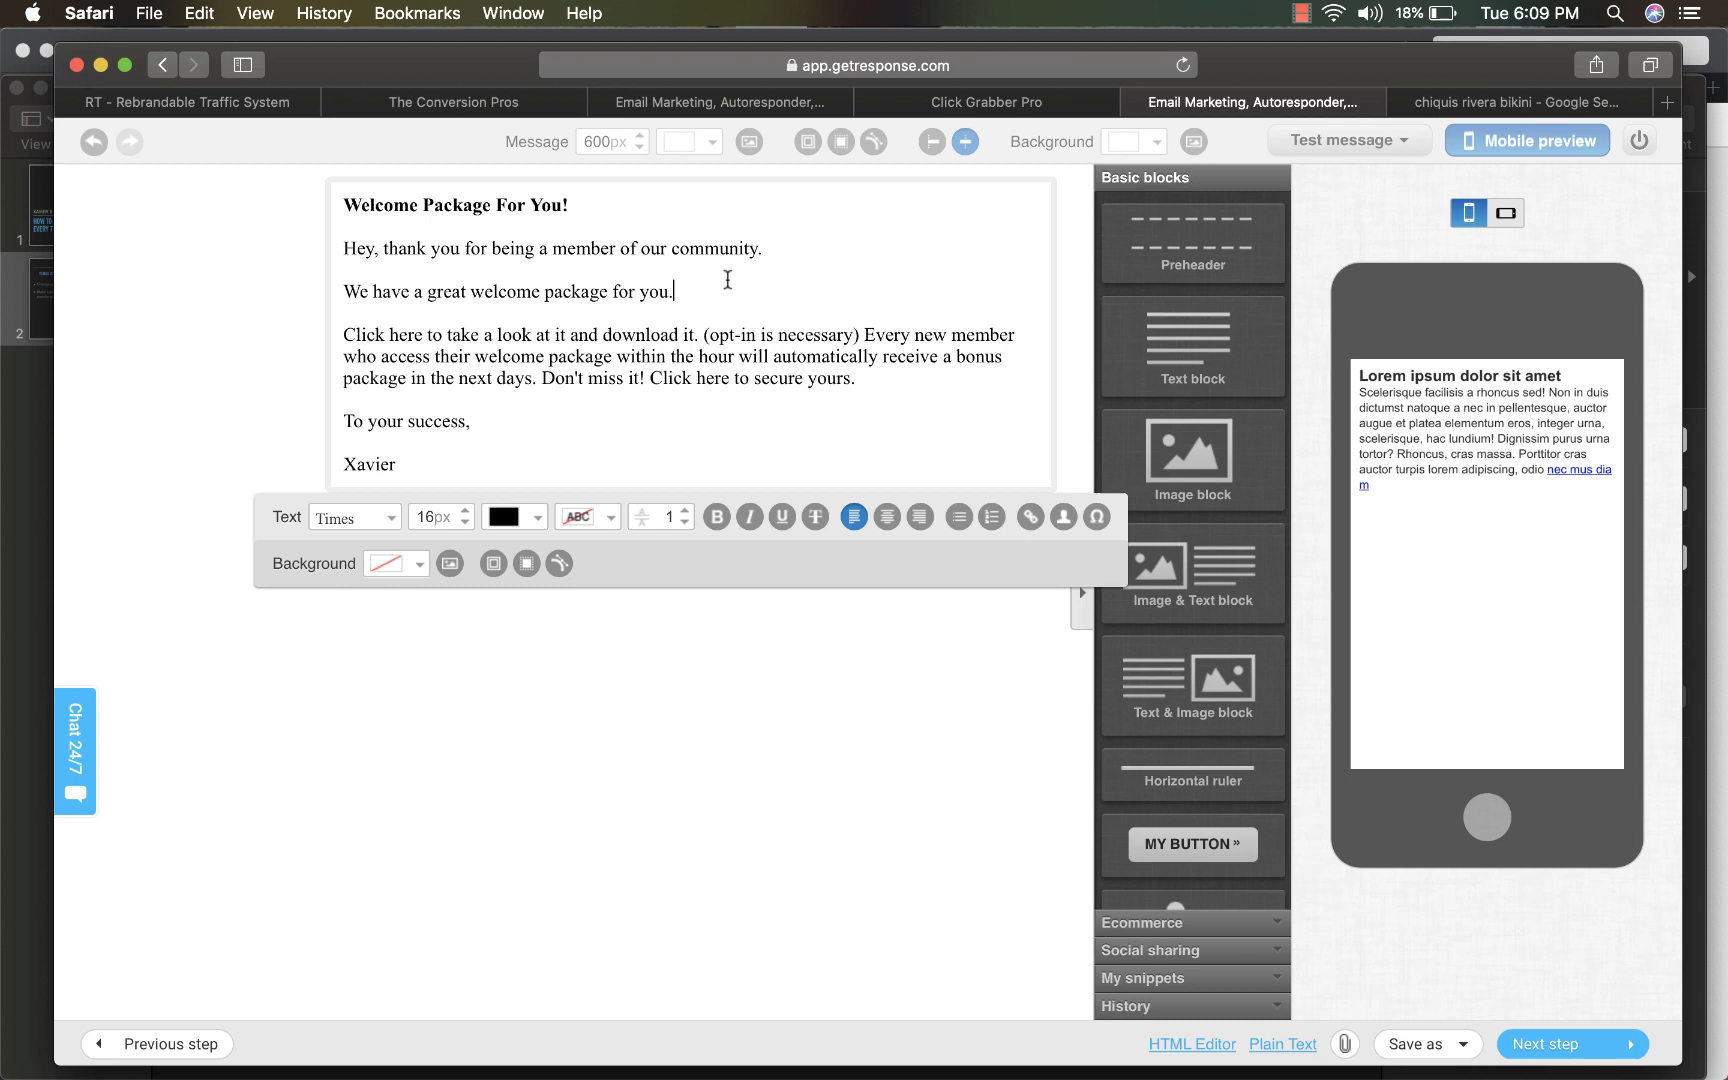 Safari File Edit View History Bookmarks Window Help 18% Tue 6:09 PM
app.getresponse.com
RT - Rebrandable Traffic System The Conversion Pros Email Marketing, Autoresponder,... Click Grabber Pro Email Marketing, Autoresponder,... chiquis rivera bikini - Google Se...
View
Message 600px Background Test message Mobile preview
Welcome Package For You!
Hey, thank you for being a member of our community.
We have a great welcome package for you.
Click here to take a look at it and download it. (opt-in is necessary) Every new member
who access their welcome package within the hour will automatically receive a bonus
package in the next days. Don't miss it! Click here to secure yours.
To your success,
Xavier
Text Times 16px ABC 1 B I U T Ω
Background
1
HOW TO
EVERY T
2
Chat 24/7
Basic blocks
Preheader
Text block
Image block
Image & Text block
Text & Image block
Horizontal ruler
MY BUTTON »
Ecommerce
Social sharing
My snippets
History
Lorem ipsum dolor sit amet
Scelerisque facilisis a rhoncus sed! Non in duis
dictumst natoque a nec in pellentesque, auctor
augue et platea elementum eros, integer urna,
scelerisque, hac lundium! Dignissim purus urna
tortor? Rhoncus, cras massa. Porttitor cras
auctor turpis lorem adipiscing, odio nec mus dia
m
Previous step HTML Editor Plain Text Save as Next step